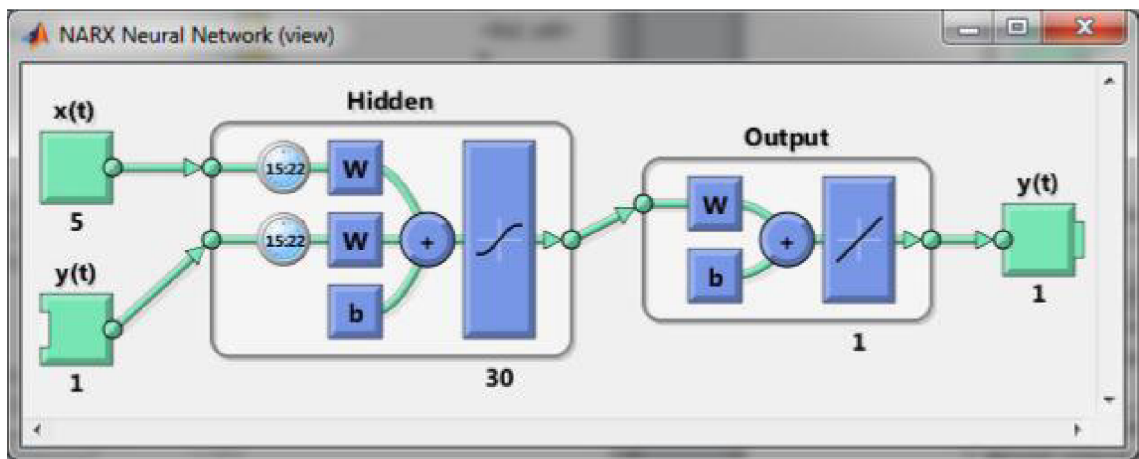 NARX Neural Network (view)
Hidden
x(t)
15:22
W
5
Output
y(t)
15:22
W
+
b
30
y(t)
1
W
+
b
1
y(t)
1